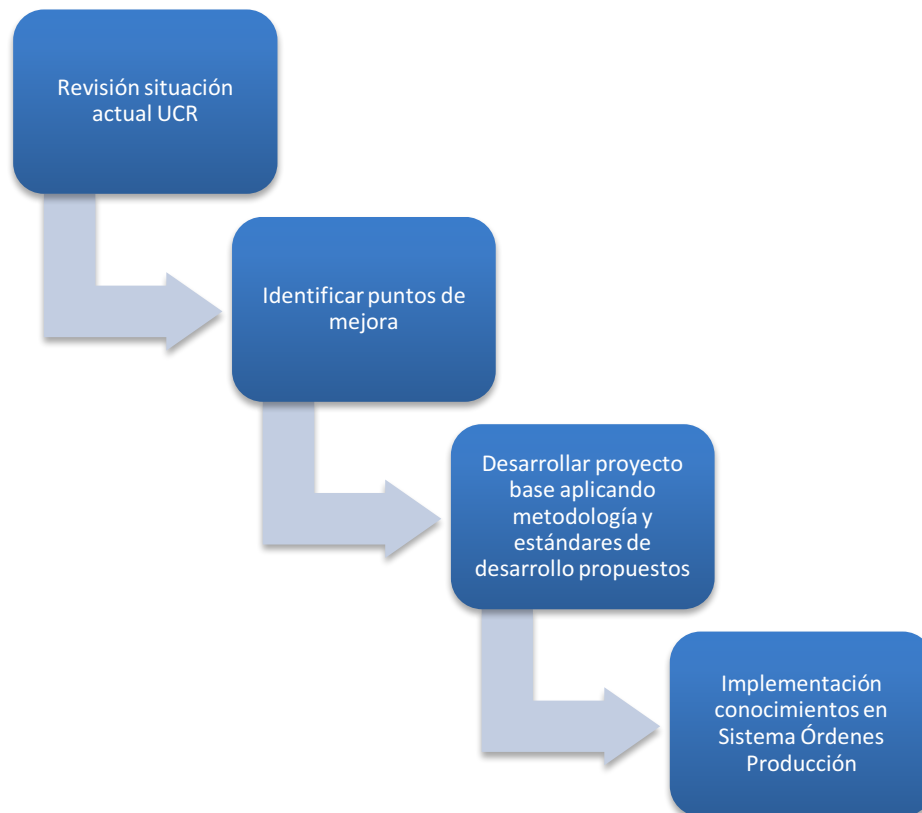 Revisión situación
actual UCR
Identificar puntos de
mejora
Desarrollar proyecto
base aplicando
metodología y
estándares de
desarrollo propuestos
Implementación
conocimientos en
Sistema Órdenes
Producción